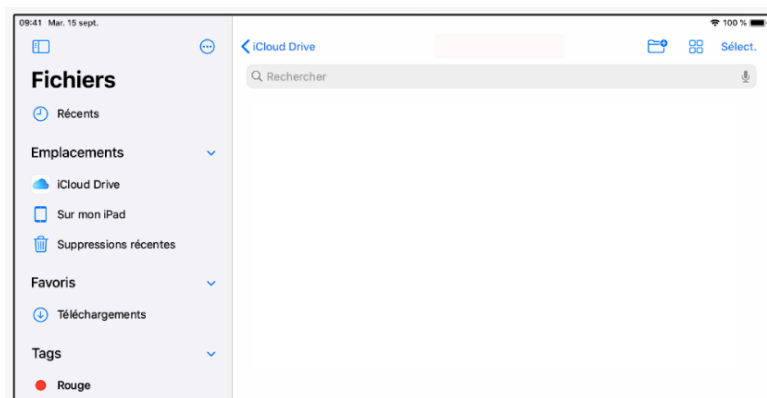 09:41 Mar. 15 sept.
100 %
iCloud Drive
Sélect.
Fichiers
Rechercher
Récents
Emplacements
iCloud Drive
Sur mon iPad
Suppressions récentes
Favoris
Téléchargements
Tags
Rouge